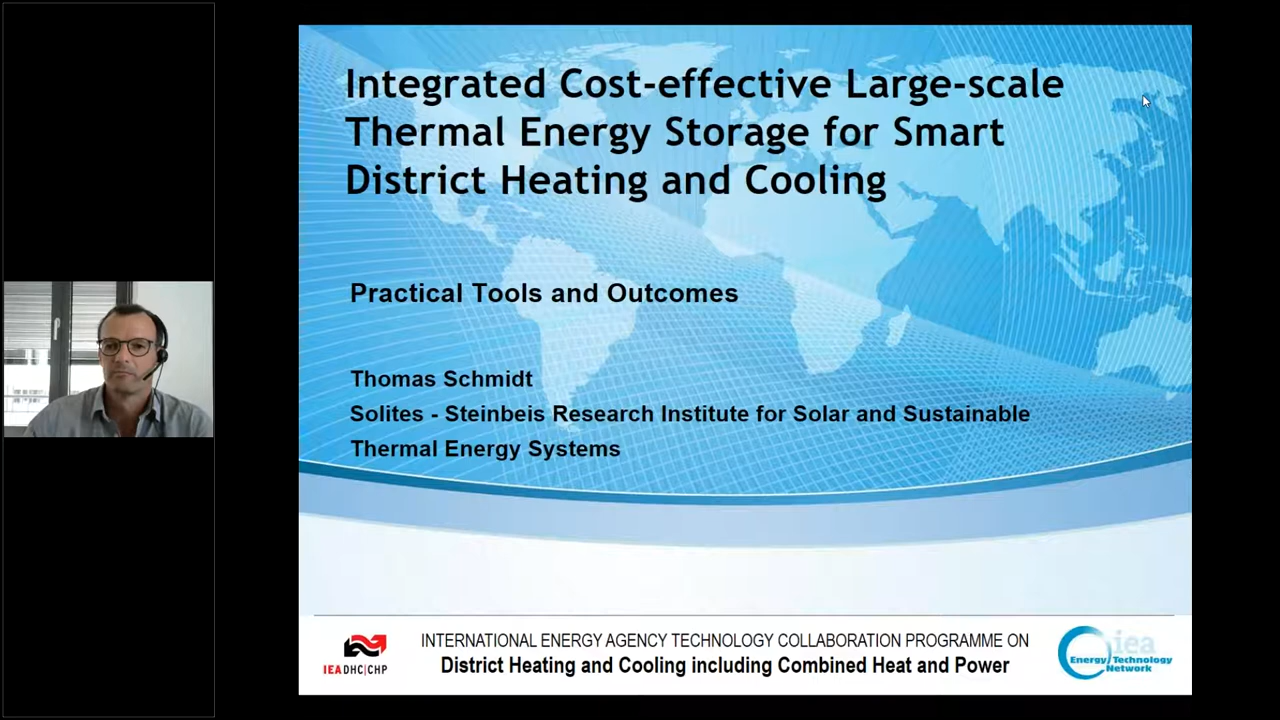 Integrated Cost-effective Large-scale
Thermal Energy Storage for Smart
District Heating and Cooling
Practical Tools and Outcomes
Thomas Schmidt
Solites - Steinbeis Research Institute for Solar and Sustainable
Thermal Energy Systems
IEA DHC|CHP
INTERNATIONAL ENERGY AGENCY TECHNOLOGY COLLABORATION PROGRAMME ON
District Heating and Cooling including Combined Heat and Power
iea
Energy Technology
Network